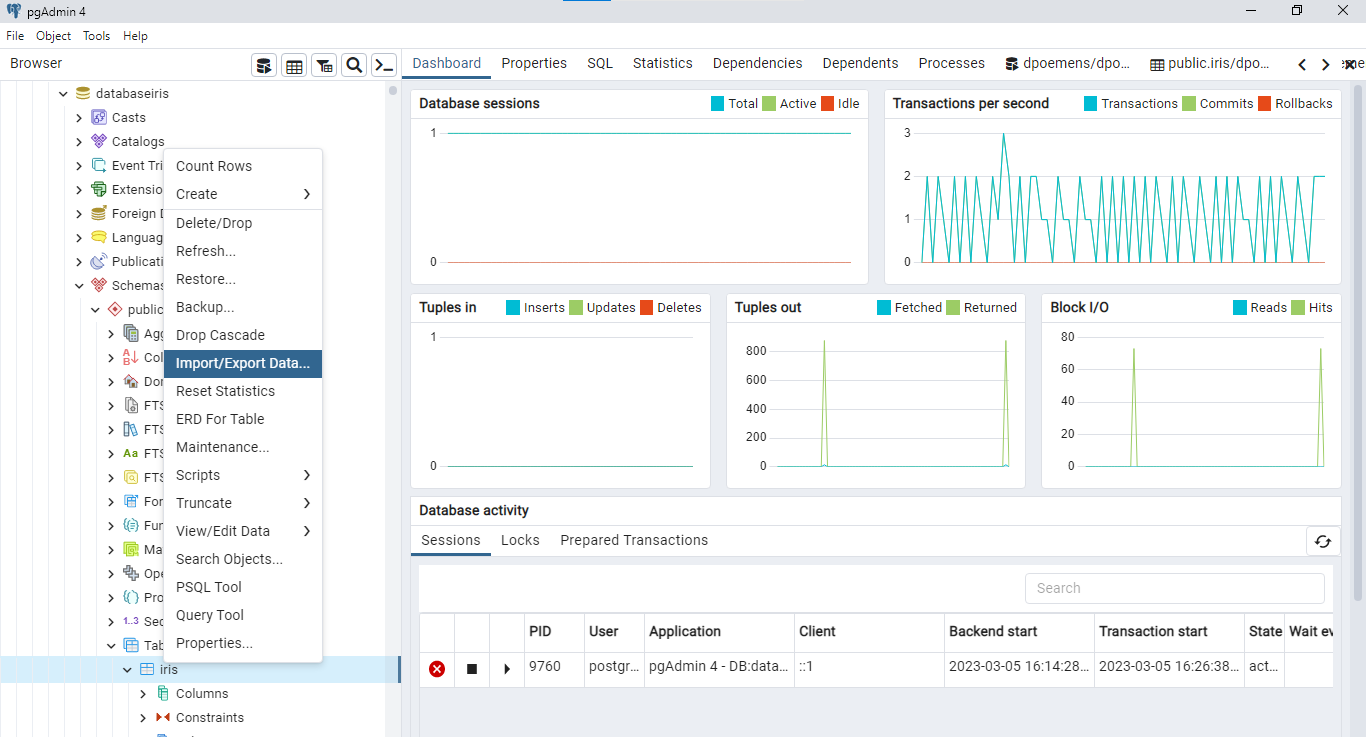 pgAdmin 4
File Object Tools Help
Browser
Dashboard Properties SQL Statistics Dependencies Dependents Processes dpoemens/dpo... public.iris/dpo...
databaseiris
Casts
Catalogs
Event Tri
Extensio
Foreign D
Languag
Publicati
Schemas
public
Agg
Col
Dor
FTS
FTS
Aa FTS
FTS
For
Fun
Ma
Ope
Pro
1..3 Sec
Tab
iris
Columns
Constraints
Count Rows
Create
Delete/Drop
Refresh...
Restore...
Backup...
Drop Cascade
Import/Export Data...
Reset Statistics
ERD For Table
Maintenance...
Scripts
Truncate
View/Edit Data
Search Objects...
PSQL Tool
Query Tool
Properties...
Database sessions Total Active Idle
1
0
Transactions per second Transactions Commits Rollbacks
3
2
1
0
Tuples in Inserts Updates Deletes
1
0
Tuples out Fetched Returned
800
600
400
200
0
Block I/O Reads Hits
80
60
40
20
0
Database activity
Sessions Locks Prepared Transactions
Search
PID User Application Client Backend start Transaction start State Wait ev
9760 postgr... pgAdmin 4 - DB:data... ::1 2023-03-05 16:14:28... 2023-03-05 16:26:38... act...